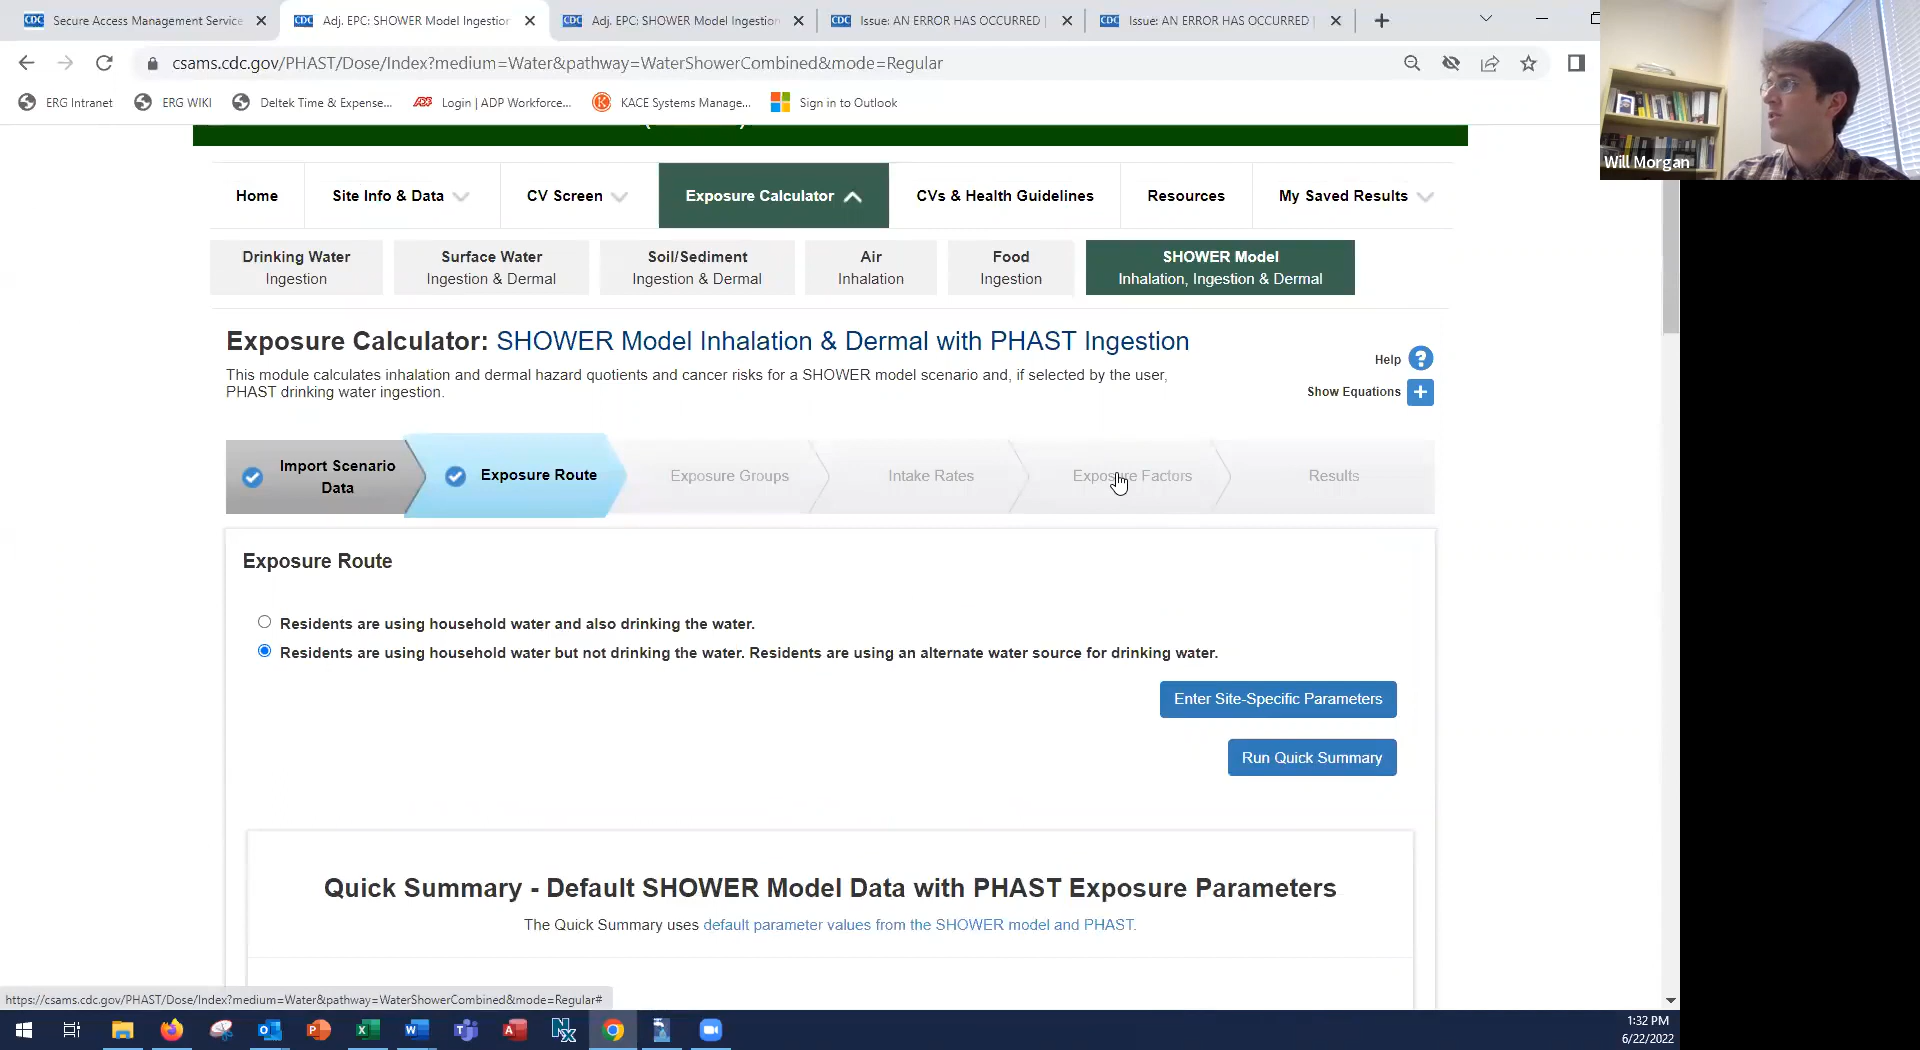 Secure Access Management Service
Adj. EPC: SHOWER Model Ingestion
Adj. EPC: SHOWER Model Ingestion
Issue: AN ERROR HAS OCCURRED |
Issue: AN ERROR HAS OCCURRED |
csams.cdc.gov/PHAST/Dose/Index?medium=Water&pathway=WaterShowerCombined&mode=Regular
ERG Intranet
ERG WIKI
Deltek Time & Expense...
Login | ADP Workforce...
KACE Systems Manage...
Sign in to Outlook
Will Morgan
Home
Site Info & Data
CV Screen
Exposure Calculator
CVs & Health Guidelines
Resources
My Saved Results
Drinking Water
Ingestion
Surface Water
Ingestion & Dermal
Soil/Sediment
Ingestion & Dermal
Air
Inhalation
Food
Ingestion
SHOWER Model
Inhalation, Ingestion & Dermal
Exposure Calculator: SHOWER Model Inhalation & Dermal with PHAST Ingestion
This module calculates inhalation and dermal hazard quotients and cancer risks for a SHOWER model scenario and, if selected by the user,
PHAST drinking water ingestion.
Help ?
Show Equations +
Import Scenario
Data
Exposure Route
Exposure Groups
Intake Rates
Exposure Factors
Results
Exposure Route
Residents are using household water and also drinking the water.
Residents are using household water but not drinking the water. Residents are using an alternate water source for drinking water.
Enter Site-Specific Parameters
Run Quick Summary
Quick Summary - Default SHOWER Model Data with PHAST Exposure Parameters
The Quick Summary uses default parameter values from the SHOWER model and PHAST.
https://csams.cdc.gov/PHAST/Dose/Index?medium=Water&pathway=WaterShowerCombined&mode=Regular#
1:32 PM
6/22/2022